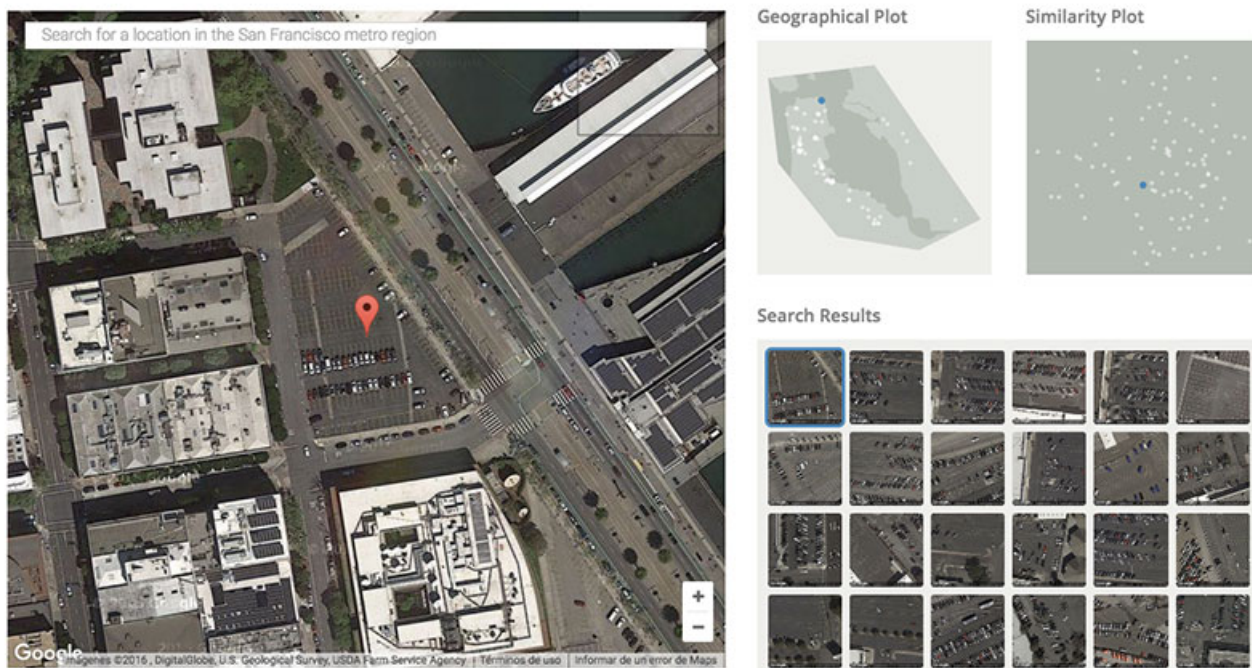 Search for a location in the San Francisco metro region
Geographical Plot
Similarity Plot
Search Results
+
−
Google
Imágenes ©2016 , DigitalGlobe, U.S. Geological Survey, USDA Farm Service Agency
Términos de uso
Informar de un error de Maps